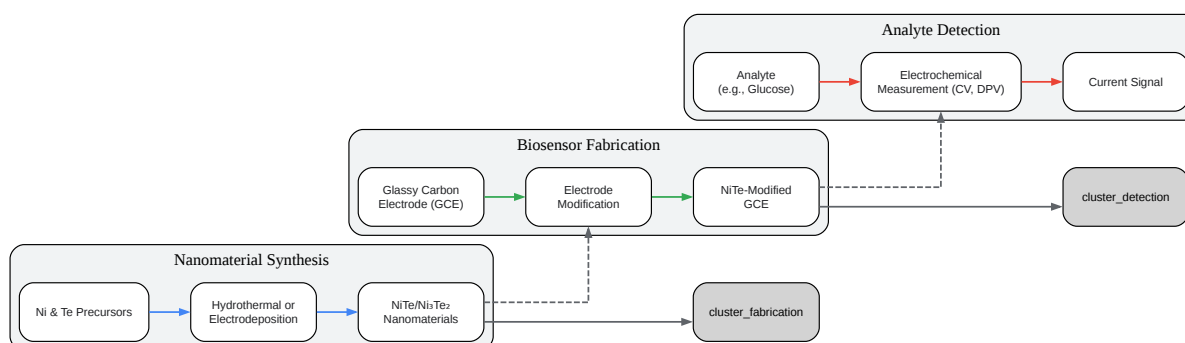 Analyte Detection
Analyte
(e.g., Glucose)
Electrochemical
Measurement (CV, DPV)
Current Signal
Biosensor Fabrication
Glassy Carbon
Electrode (GCE)
Electrode
Modification
NiTe-Modified
GCE
cluster_detection
Nanomaterial Synthesis
Ni & Te Precursors
Hydrothermal or
Electrodeposition
NiTe/Ni₃Te₂
Nanomaterials
cluster_fabrication